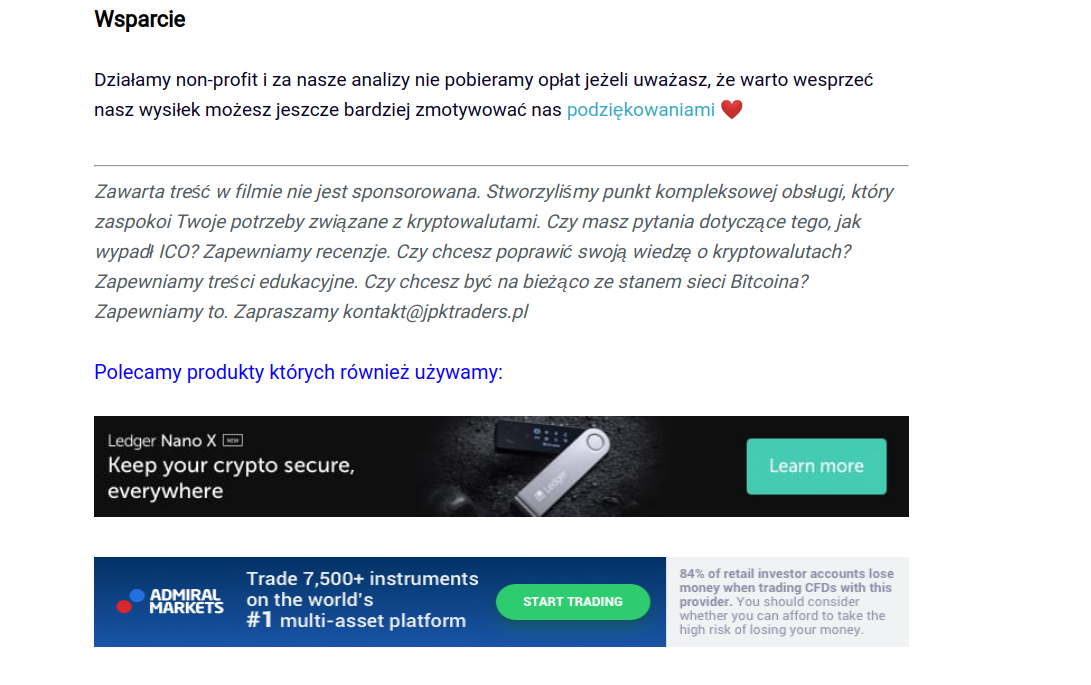 Wsparcie
Działamy non-profit i za nasze analizy nie pobieramy opłat jeżeli uważasz, że warto wesprzeć
nasz wysiłek możesz jeszcze bardziej zmotywować nas podziękowaniami ❤️
Zawarta treść w filmie nie jest sponsorowana. Stworzyliśmy punkt kompleksowej obsługi, który
zaspokoi Twoje potrzeby związane z kryptowalutami. Czy masz pytania dotyczące tego, jak
wypadł ICO? Zapewniamy recenzje. Czy chcesz poprawić swoją wiedzę o kryptowalutach?
Zapewniamy treści edukacyjne. Czy chcesz być na bieżąco ze stanem sieci Bitcoina?
Zapewniamy to. Zapraszamy kontakt@jpktraders.pl
Polecamy produkty których również używamy:
Ledger Nano X NEW
Keep your crypto secure,
everywhere
Ledger
Learn more
ADMIRAL
MARKETS
Trade 7,500+ instruments
on the world's
#1 multi-asset platform
START TRADING
84% of retail investor accounts lose
money when trading CFDs with this
provider. You should consider
whether you can afford to take the
high risk of losing your money.